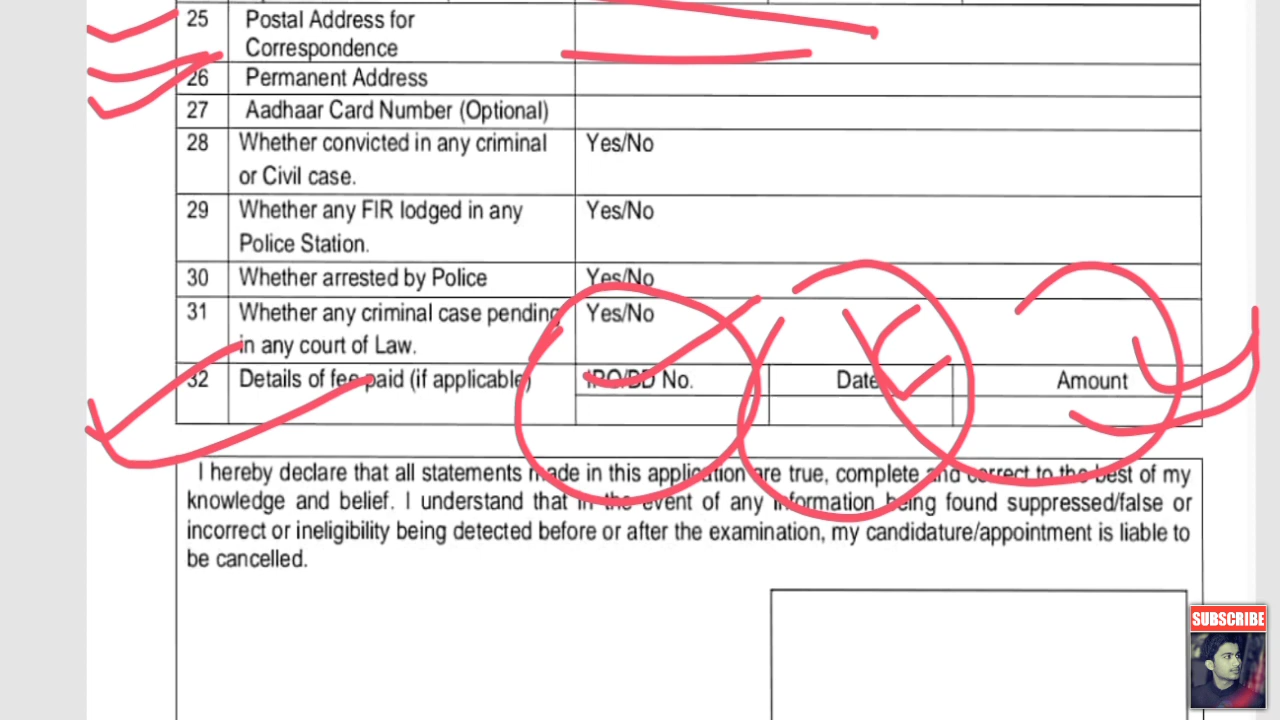 25 Postal Address for
Correspondence
26 Permanent Address
27 Aadhaar Card Number (Optional)
28 Whether convicted in any criminal Yes/No
or Civil case.
29 Whether any FIR lodged in any Yes/No
Police Station.
30 Whether arrested by Police Yes/No
31 Whether any criminal case pending Yes/No
in any court of Law.
32 Details of fee paid (if applicable) IPO/DD No. Date Amount
I hereby declare that all statements made in this application are true, complete and correct to the best of my
knowledge and belief. I understand that in the event of any information being found suppressed/false or
incorrect or ineligibility being detected before or after the examination, my candidature/appointment is liable to
be cancelled.
SUBSCRIBE